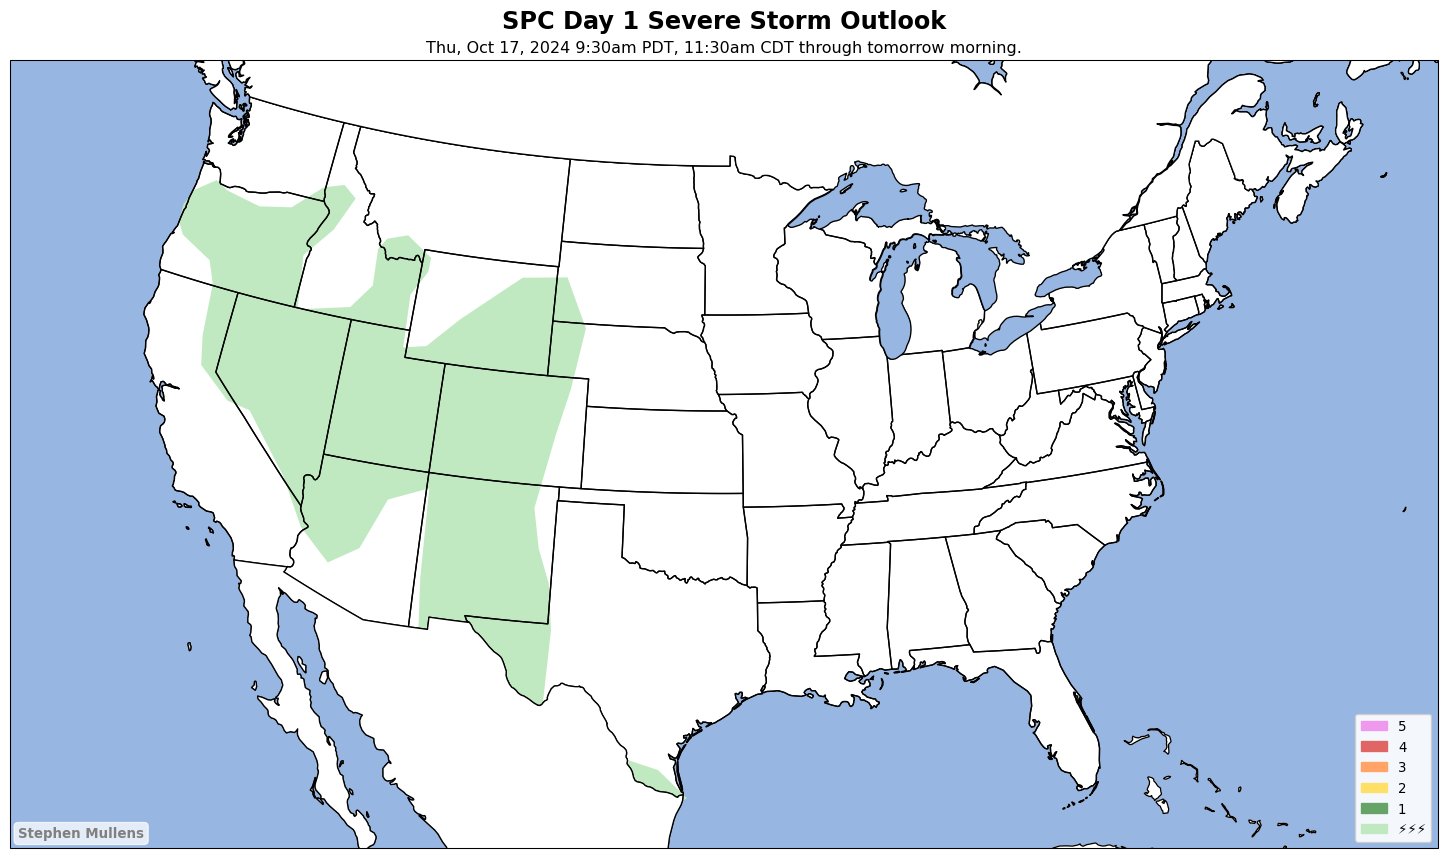 SPC Day 1 Severe Storm Outlook
Thu, Oct 17, 2024 9:30am PDT, 11:30am CDT through tomorrow morning.
5
4
3
2
1
⚡⚡⚡
Stephen Mullens